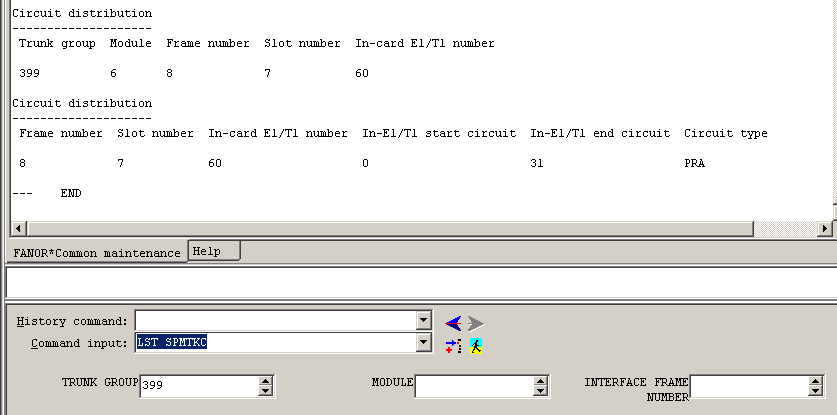 Circuit distribution
--------------------
Trunk group Module Frame number Slot number In-card E1/T1 number
399 6 8 7 60
Circuit distribution
--------------------
Frame number Slot number In-card E1/T1 number In-E1/T1 start circuit In-E1/T1 end circuit Circuit type
8 7 60 0 31 PRA
--- END
FANOR*Common maintenance Help
History command:
Command input: LST SPMTKC
TRUNK GROUP 399 MODULE INTERFACE FRAME
NUMBER